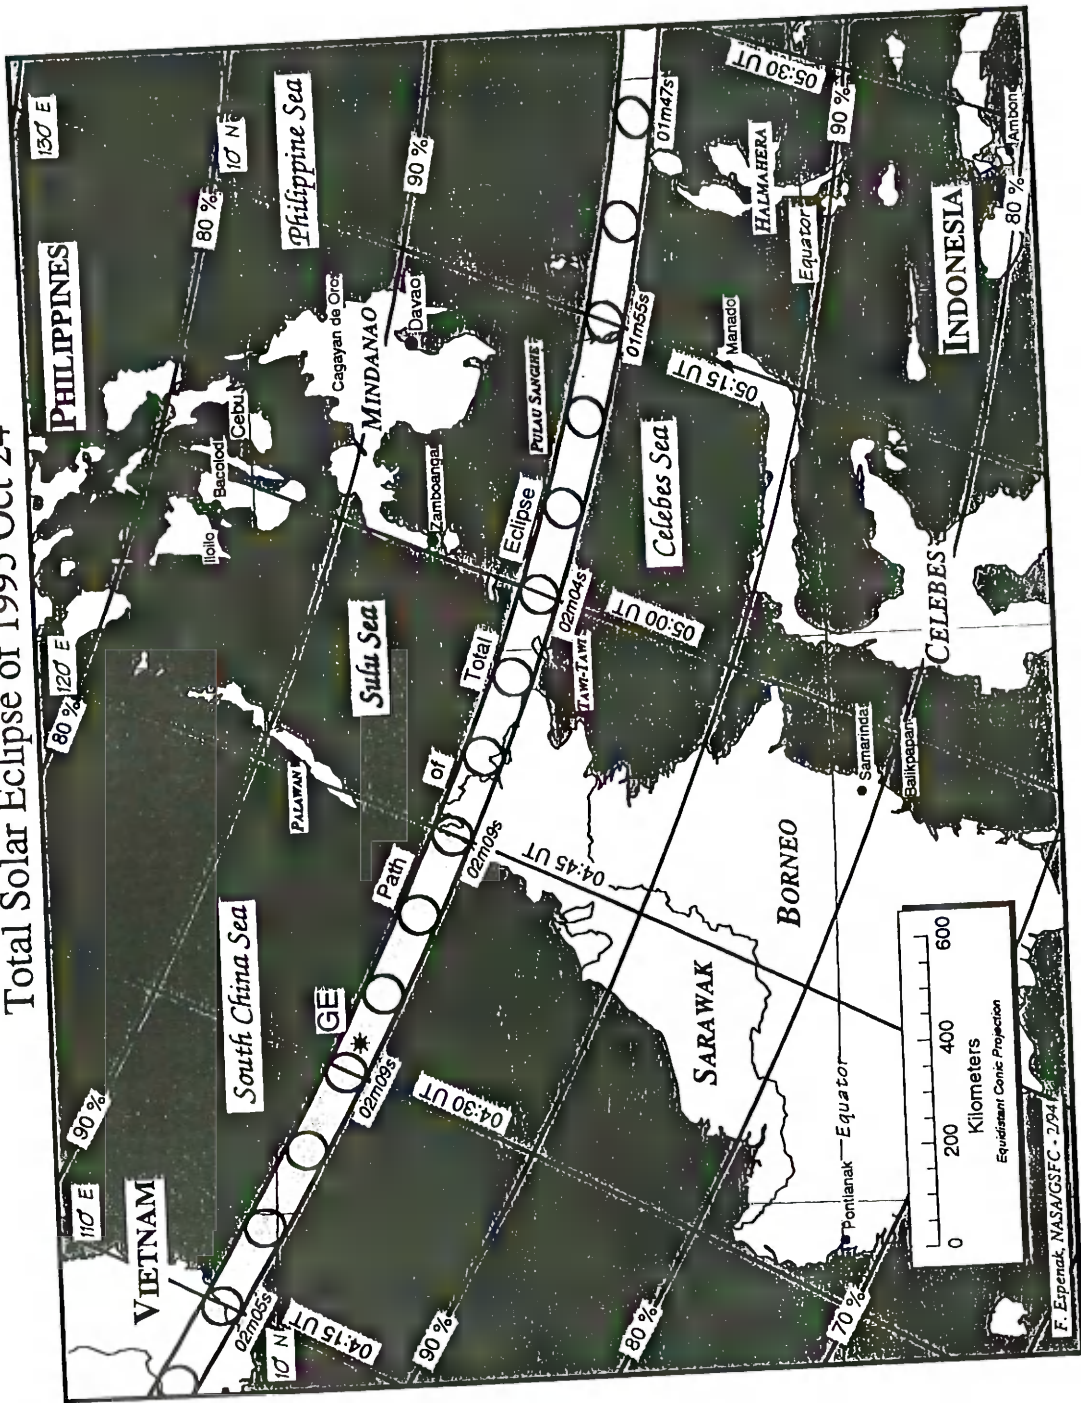 Total Solar Eclipse of 1995 Oct 24
110° E
120° E
130° E
90 %
80 %
80 %
10° N
VIETNAM
PHILIPPINES
South China Sea
Philippine Sea
PALAWAN
Iloilo
Bacolod
Cebu
Cagayan de Oro
MINDANAO
Davao
90 %
Sulu Sea
Zamboanga
GE
Path
of
Total
Eclipse
PULAU SANGIHE
02m05s
02m09s
02m09s
02m04s
01m55s
01m47s
10° N
04:15 UT
04:30 UT
04:45 UT
05:00 UT
05:15 UT
05:30 UT
TAWI-TAWI
Celebes Sea
Manado
HALMAHERA
Equator
90 %
90 %
80 %
70 %
SARAWAK
BORNEO
Samarinda
Balikpapan
CELEBES
INDONESIA
Ambon
80 %
Pontianak
Equator
0
200
400
600
Kilometers
Equidistant Conic Projection
F. Espenak, NASA/GSFC - 2/94